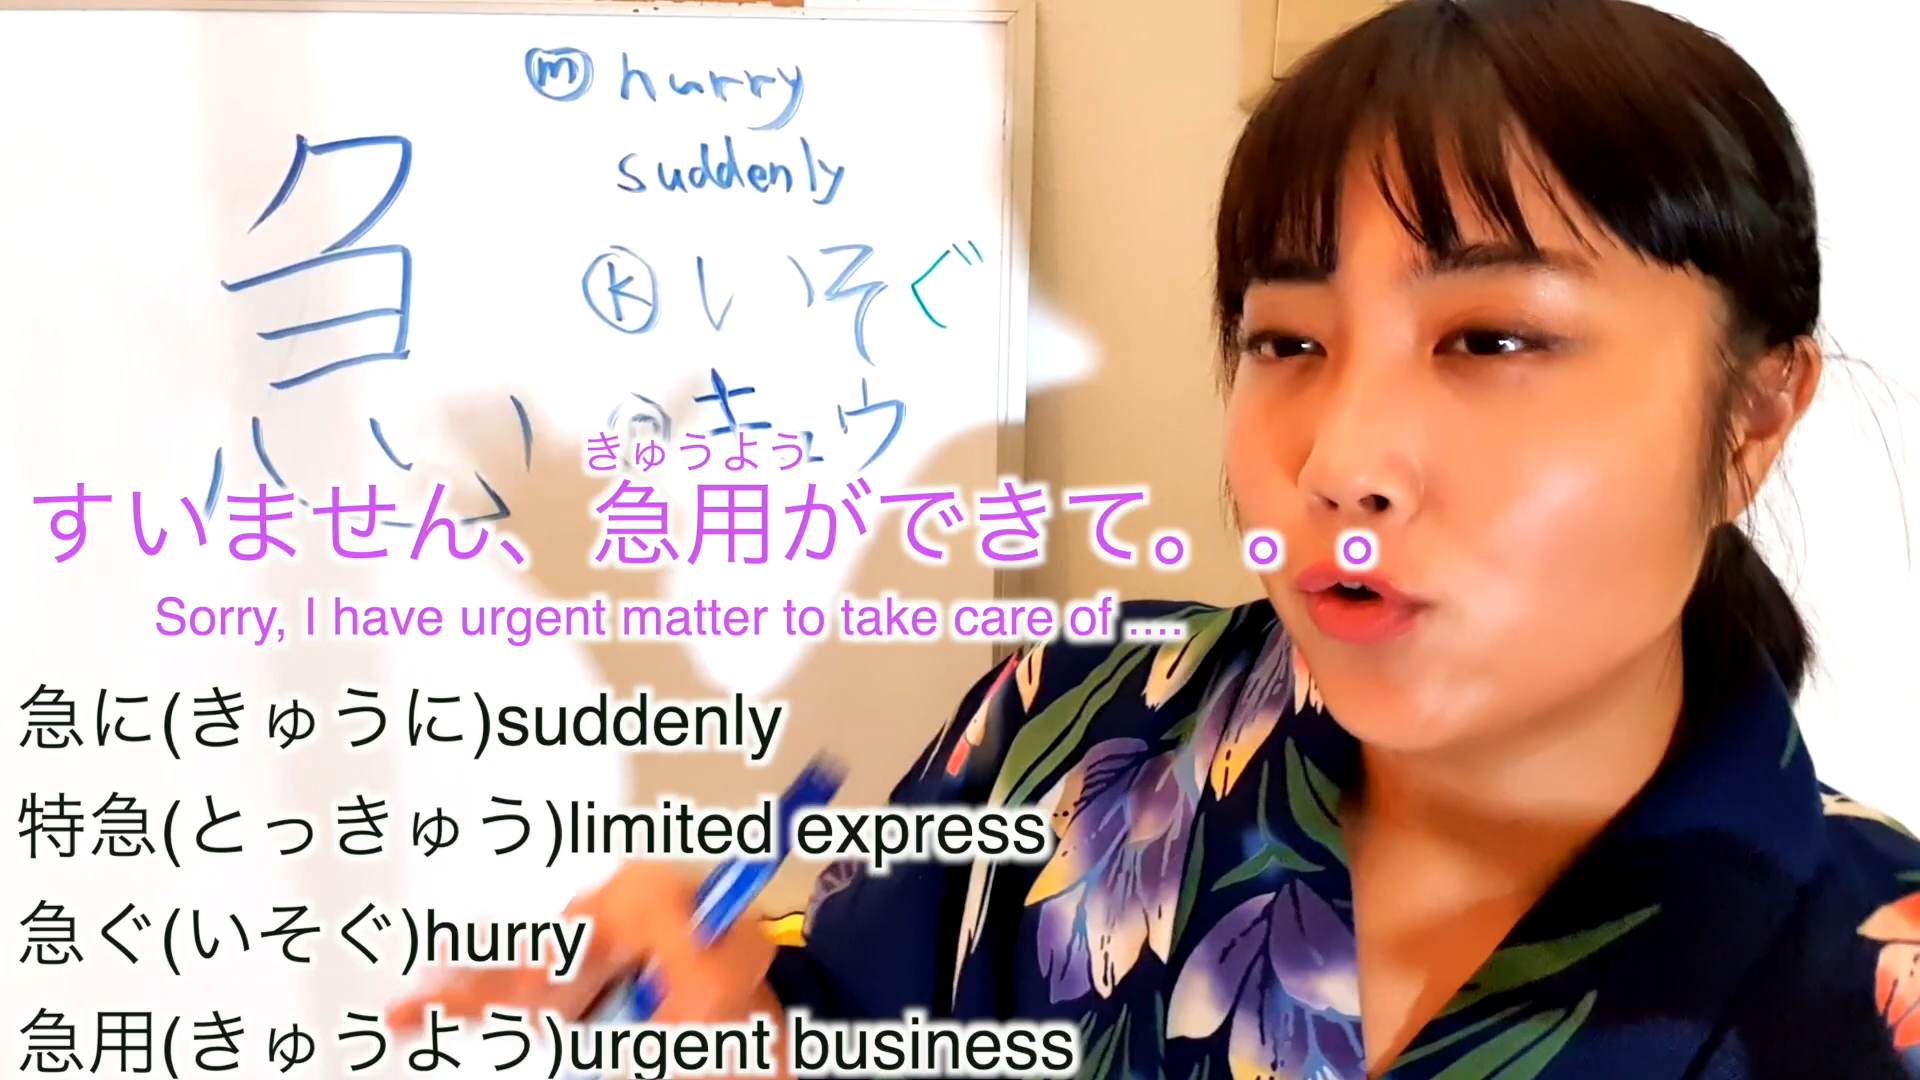 急
ⓜ hurry
suddenly
ⓚ いそぐ
キュウ
きゅうよう
すいません、急用ができて。。。
Sorry, I have urgent matter to take care of ....
急に(きゅうに)suddenly
特急(とっきゅう)limited express
急ぐ(いそぐ)hurry
急用(きゅうよう)urgent business